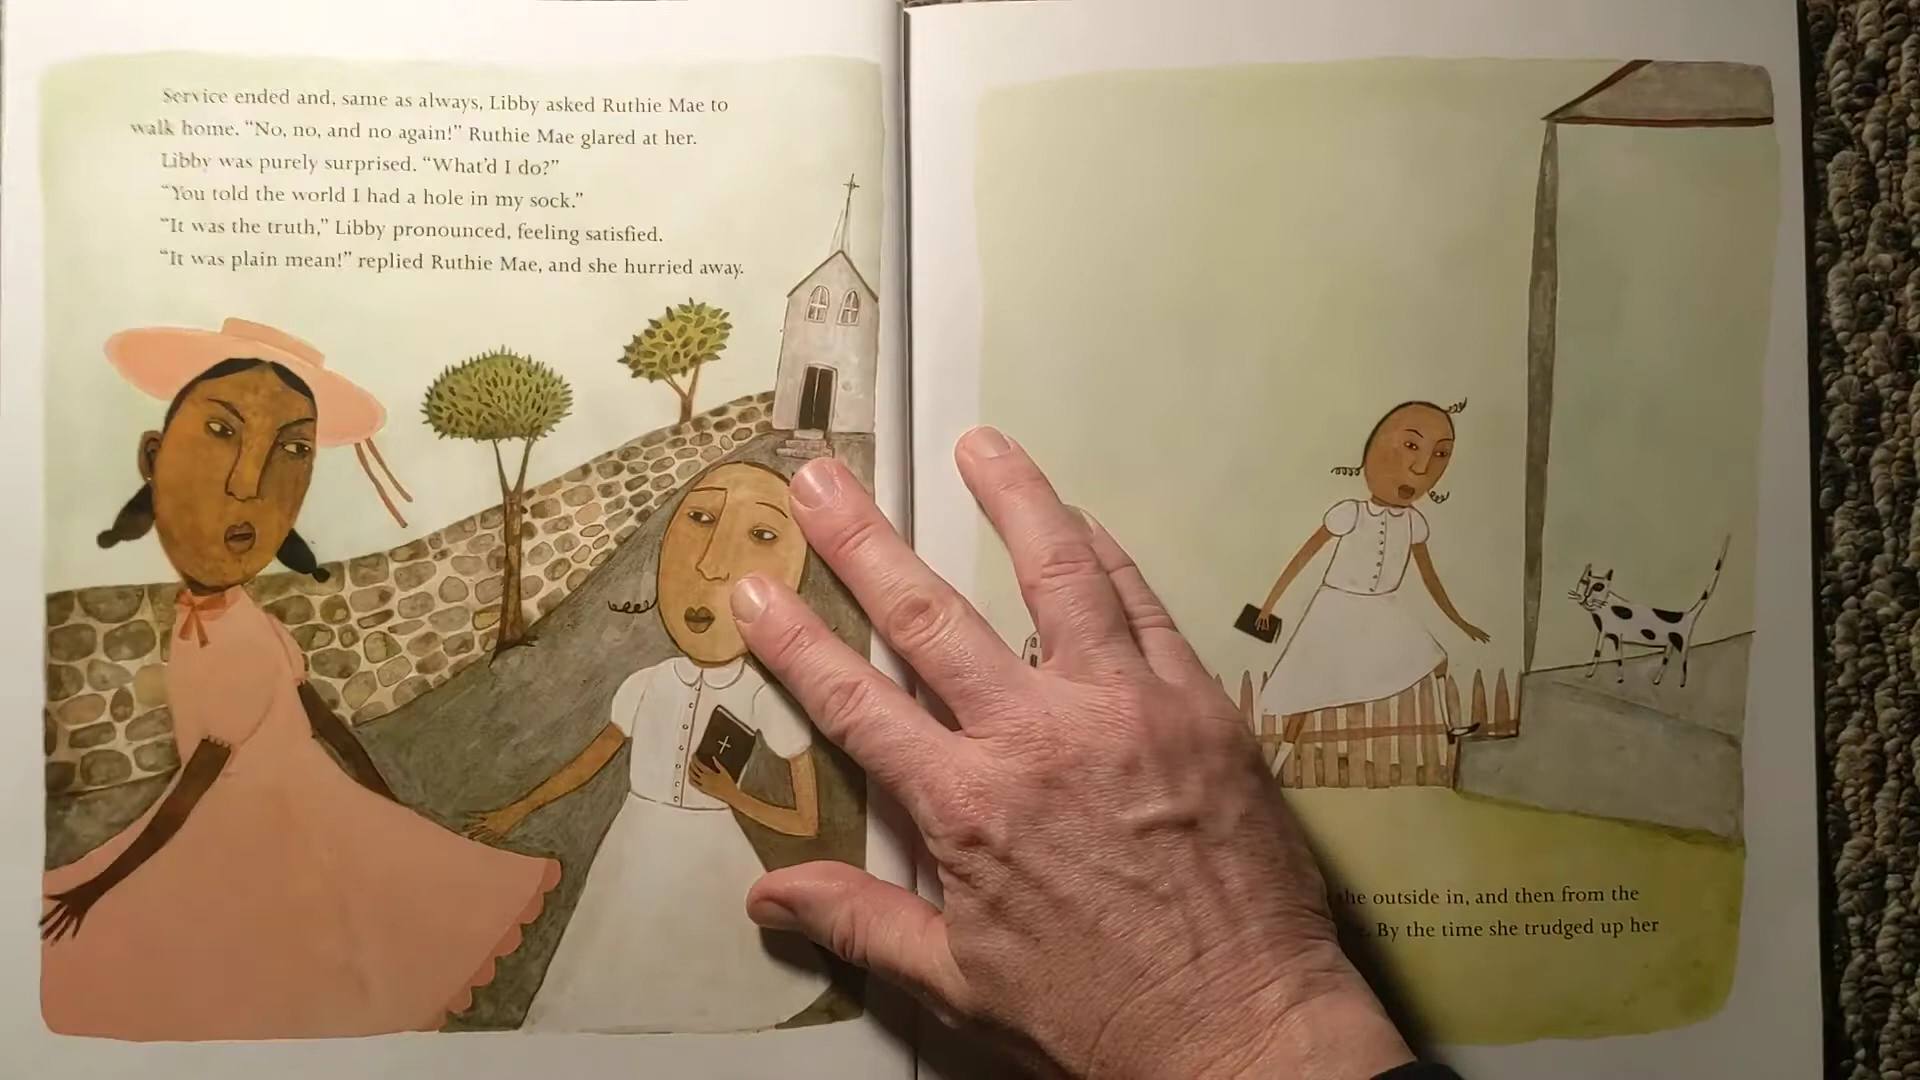 Service ended and, same as always, Libby asked Ruthie Mae to
walk home. “No, no, and no again!” Ruthie Mae glared at her.
Libby was purely surprised. “What’d I do?”
“You told the world I had a hole in my sock.”
“It was the truth,” Libby pronounced, feeling satisfied.
“It was plain mean!” replied Ruthie Mae, and she hurried away.
the outside in, and then from the
By the time she trudged up her